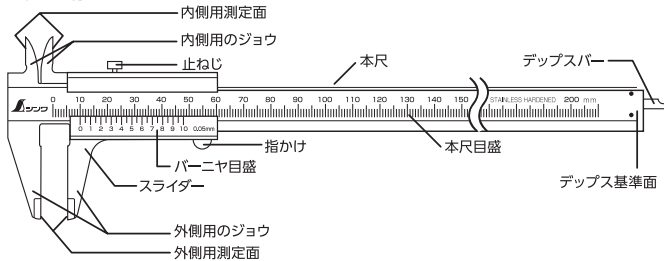 内側用測定面
内側用のジョウ
止ねじ
本尺
デップスバー
シンワ
0 10 20 30 40 50 60 70 80 90 100 110 120 130 140 150 STAINLESS HARDENED 200 mm
0 1 2 3 4 5 6 7 8 9 10 0.05mm
指かけ
本尺目盛
バーニヤ目盛
デップス基準面
スライダー
外側用のジョウ
外側用測定面